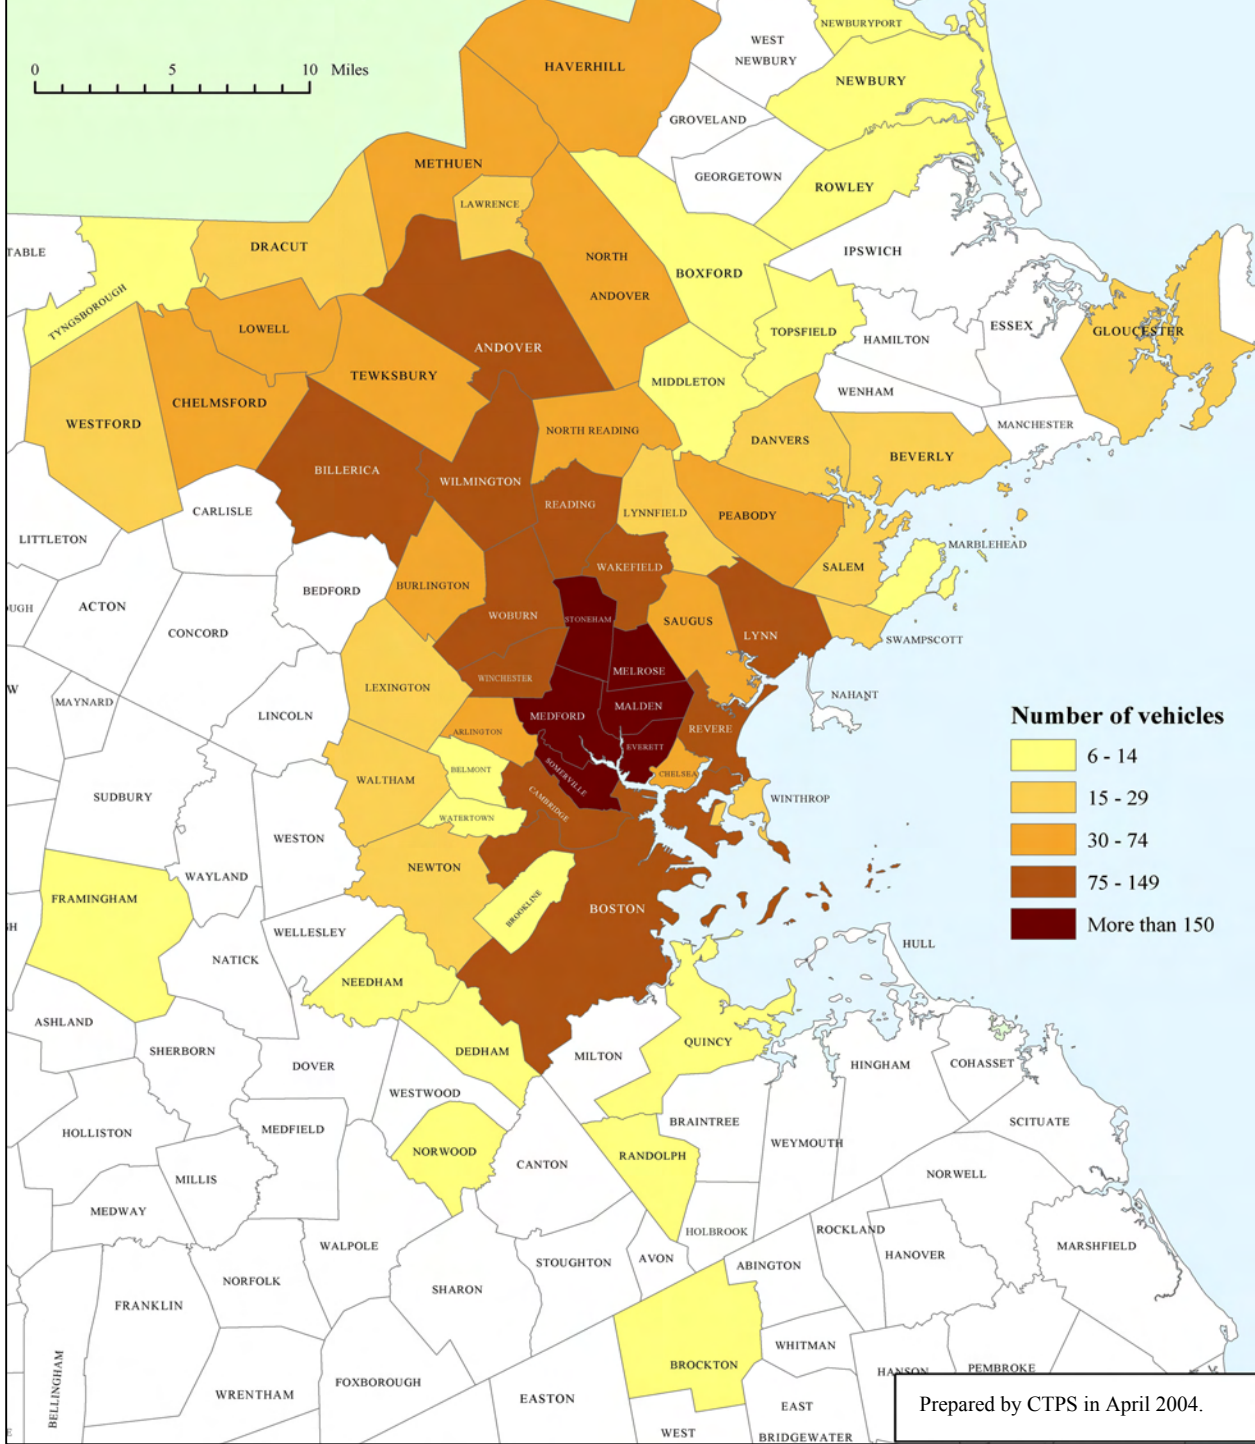 NEWBURYPORT
WEST
NEWBURY
HAVERHILL
0 5 10 Miles
NEWBURY
GROVELAND
METHUEN
GEORGETOWN
ROWLEY
LAWRENCE
DRACUT
TABLE
NORTH
ANDOVER
IPSWICH
BOXFORD
TYNGSBOROUGH
LOWELL
TOPSFIELD
ESSEX
GLOUCESTER
HAMILTON
ANDOVER
TEWKSBURY
MIDDLETON
WENHAM
CHELMSFORD
WESTFORD
MANCHESTER
NORTH READING
DANVERS
BEVERLY
BILLERICA
WILMINGTON
READING
CARLISLE
LYNNFIELD
PEABODY
LITTLETON
MARBLEHEAD
WAKEFIELD
SALEM
BURLINGTON
BEDFORD
OUGH
ACTON
WOBURN
STONEHAM
SAUGUS
CONCORD
LYNN
SWAMPSCOTT
MELROSE
WINCHESTER
LEXINGTON
W
NAHANT
MAYNARD
MALDEN
LINCOLN
MEDFORD
REVERE
Number of vehicles
ARLINGTON
EVERETT
6 - 14
BELMONT
CHELSEA
WALTHAM
SOMERVILLE
SUDBURY
CAMBRIDGE
WINTHROP
15 - 29
WATERTOWN
WESTON
30 - 74
NEWTON
WAYLAND
75 - 149
FRAMINGHAM
BROOKLINE
BOSTON
More than 150
GH
WELLESLEY
HULL
NATICK
NEEDHAM
ASHLAND
QUINCY
SHERBORN
DEDHAM
MILTON
DOVER
HINGHAM
COHASSET
WESTWOOD
BRAINTREE
SCITUATE
HOLLISTON
MEDFIELD
WEYMOUTH
NORWOOD
RANDOLPH
CANTON
MILLIS
NORWELL
MEDWAY
HOLBROOK
ROCKLAND
WALPOLE
MARSHFIELD
HANOVER
STOUGHTON
AVON
ABINGTON
NORFOLK
SHARON
FRANKLIN
WHITMAN
BROCKTON
HANSON
PEMBROKE
FOXBOROUGH
BELLINGHAM
WRENTHAM
EASTON
Prepared by CTPS in April 2004.
EAST
BRIDGEWATER
WEST